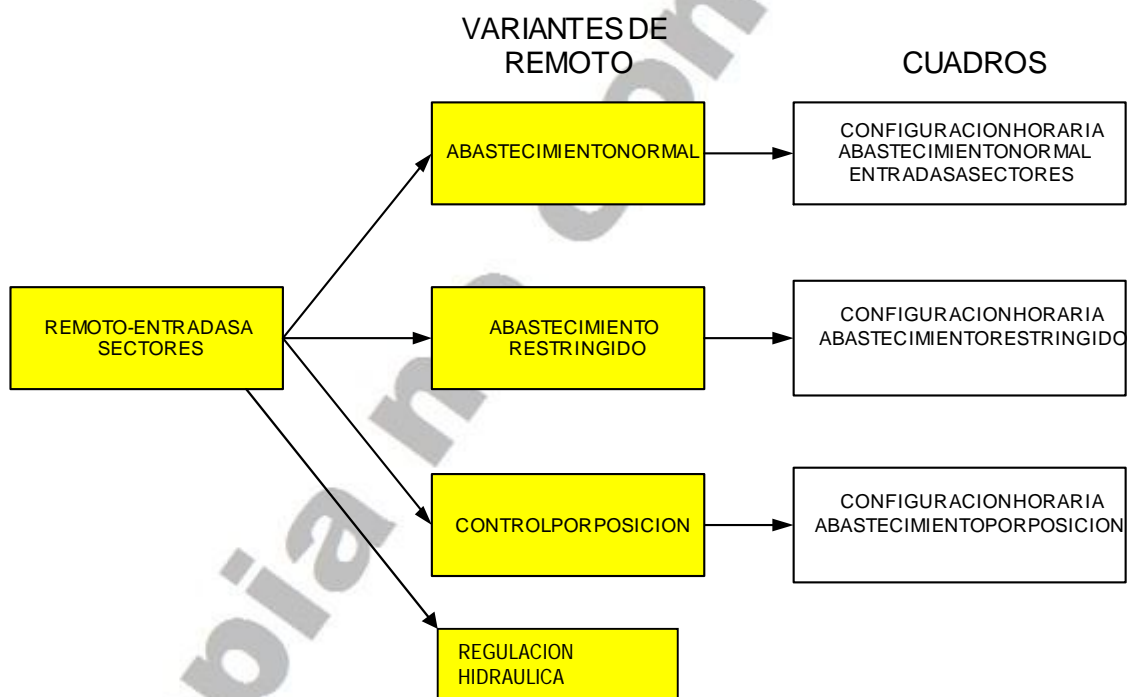 VARIANTES DE
REMOTO
CUADROS
ABASTECIMIENTONORMAL
CONFIGURACIONHORARIA
ABASTECIMIENTONORMAL
ENTRADASASECTORES
REMOTO-ENTRADASA
SECTORES
ABASTECIMIENTO
RESTRINGIDO
CONFIGURACIONHORARIA
ABASTECIMIENTORESTRINGIDO
CONTROLPORPOSICION
CONFIGURACIONHORARIA
ABASTECIMIENTOPORPOSICION
REGULACION
HIDRAULICA